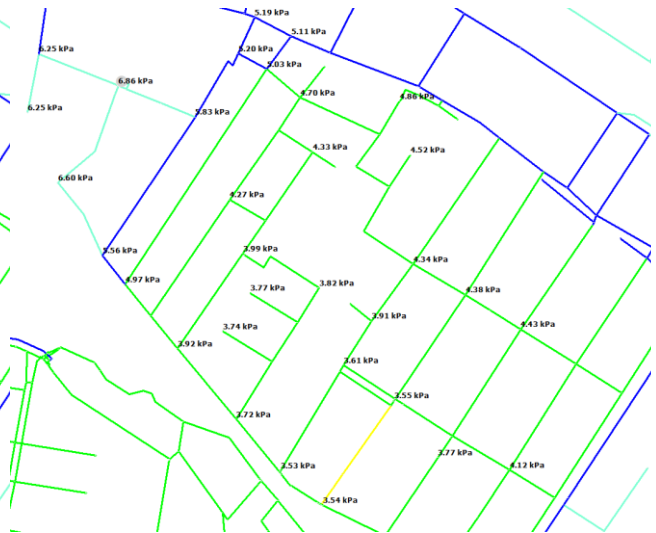 5.19 kPa
5.11 kPa
6.25 kPa
5.20 kPa
5.03 kPa
6.86 kPa
4.70 kPa
4.86 kPa
6.25 kPa
5.83 kPa
4.33 kPa
4.52 kPa
6.60 kPa
4.27 kPa
5.56 kPa
3.99 kPa
4.34 kPa
4.97 kPa
3.77 kPa
3.82 kPa
4.38 kPa
3.74 kPa
3.91 kPa
4.43 kPa
3.92 kPa
3.61 kPa
3.55 kPa
3.72 kPa
3.53 kPa
3.77 kPa
4.12 kPa
3.54 kPa